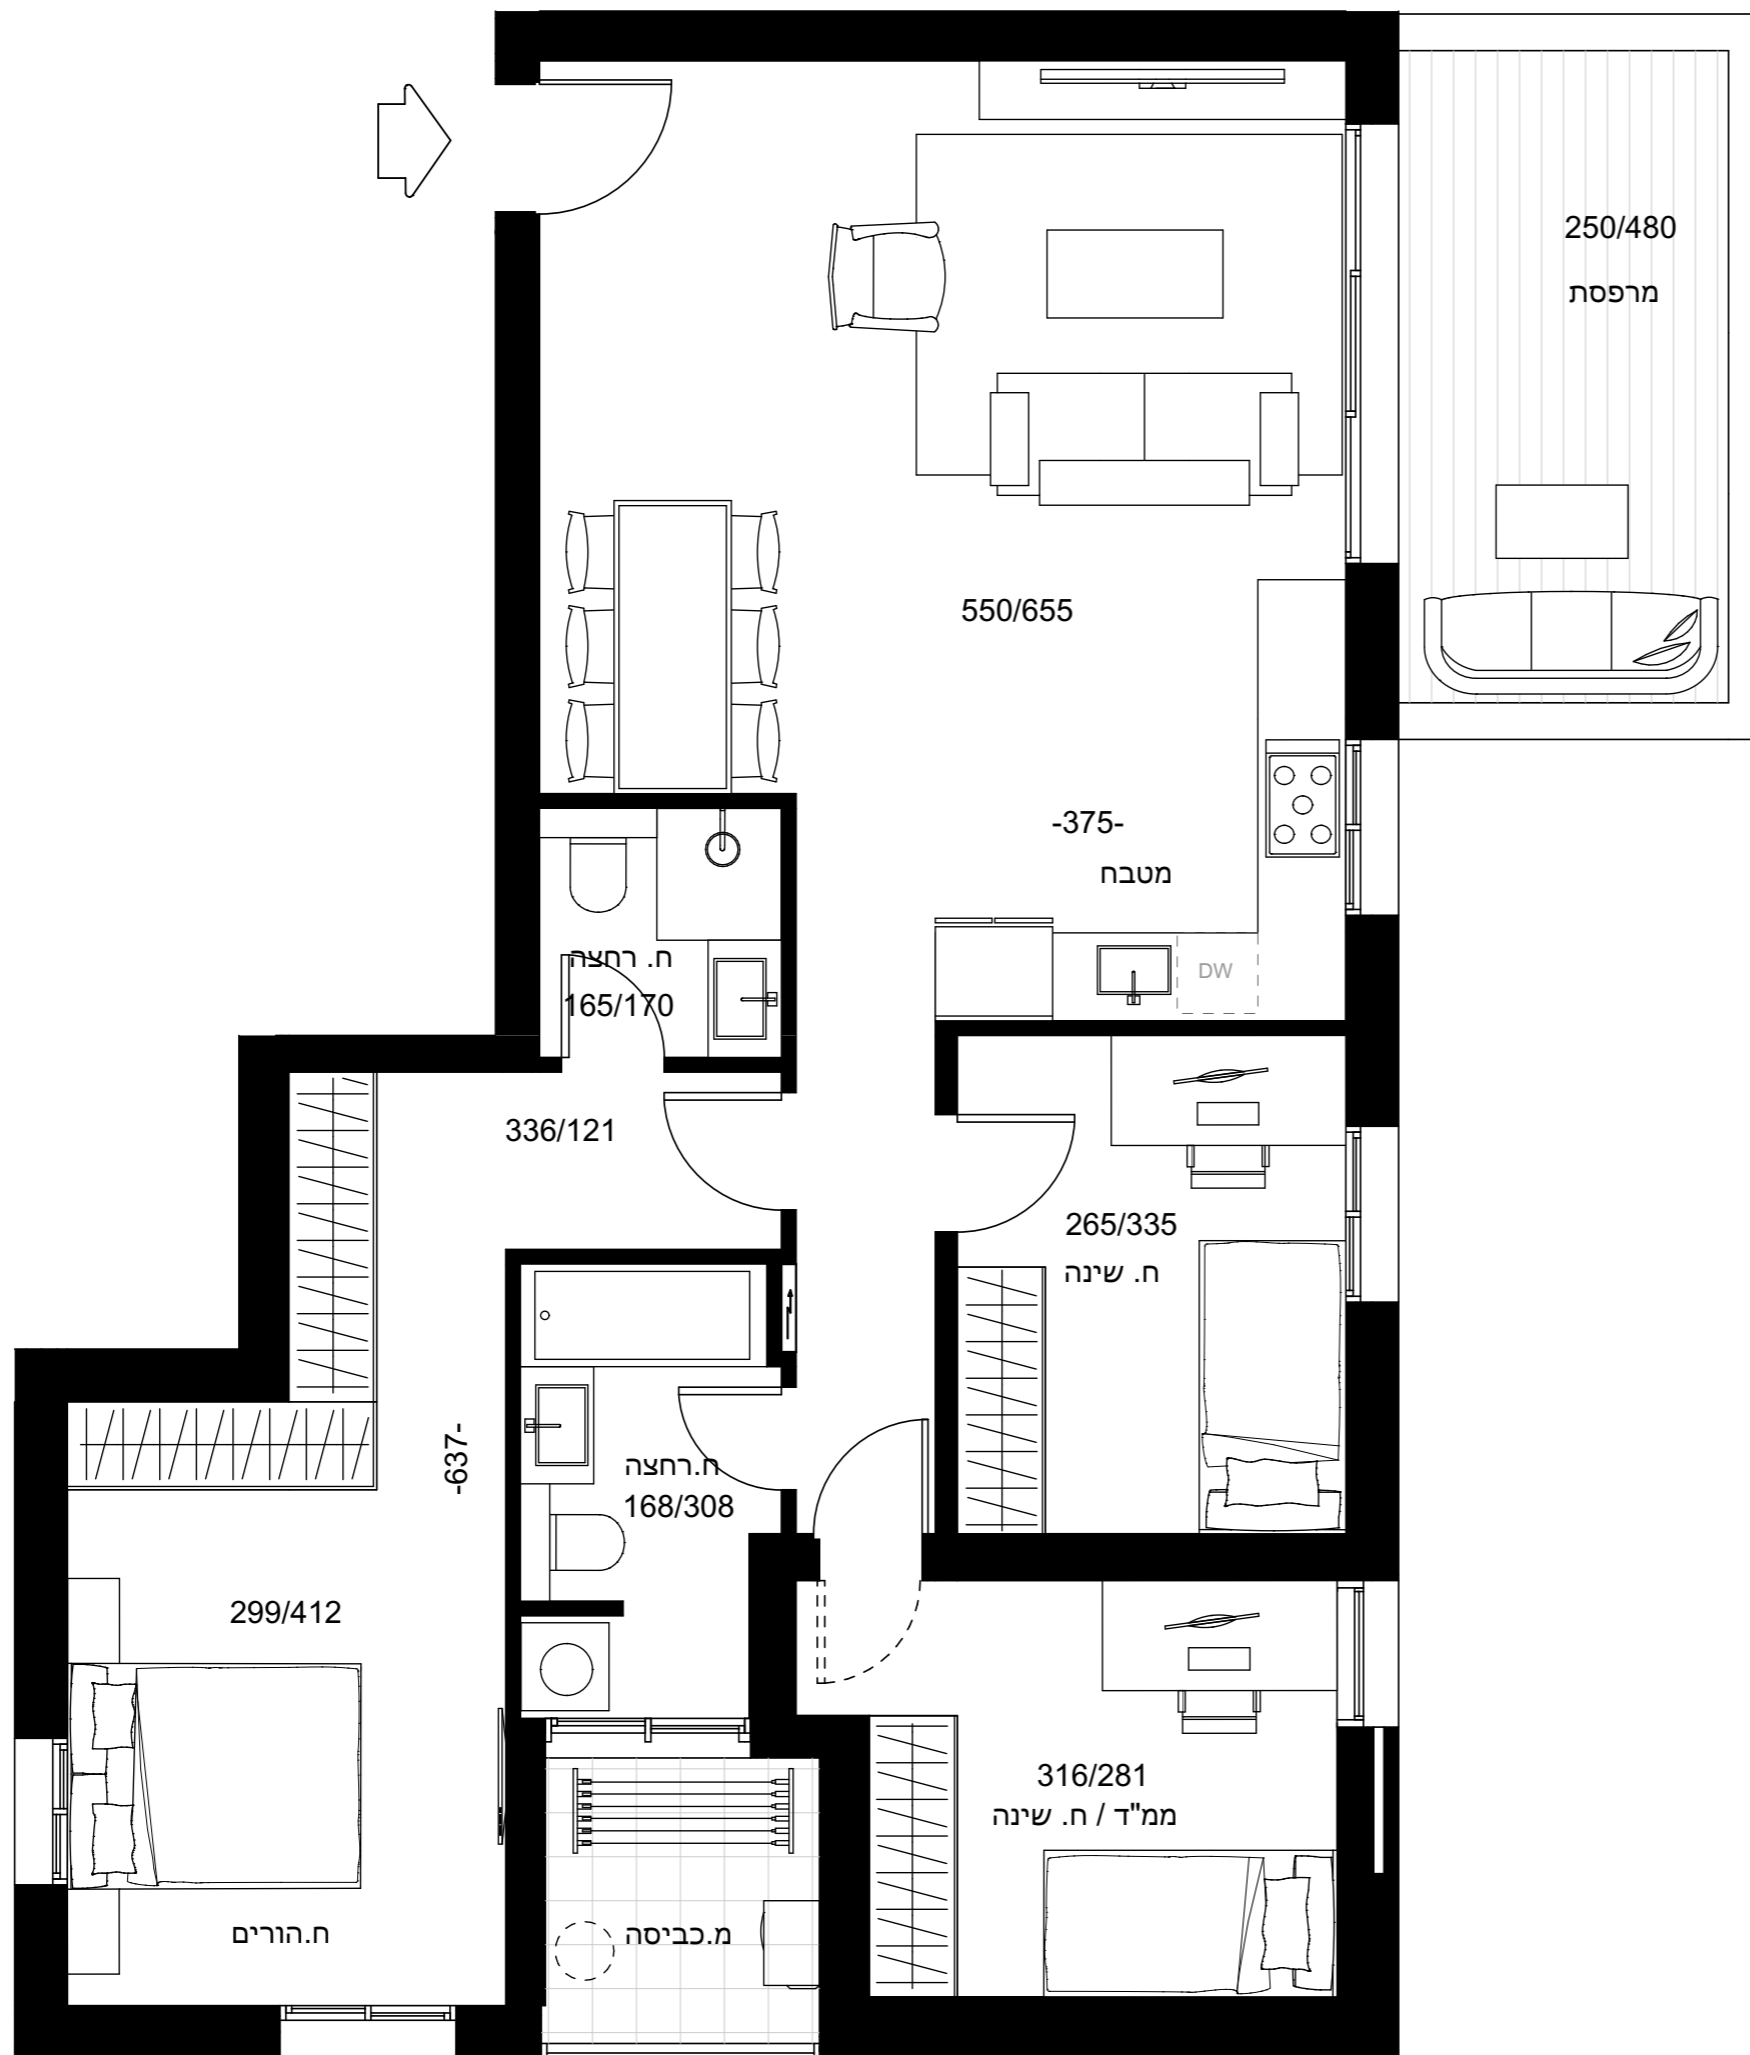 250/480
מרפסת
550/655
-375-
מטבח
DW
ח. רחצה
165/170
336/121
265/335
ח. שינה
-637-
ח.רחצה
168/308
299/412
316/281
ממ"ד / ח. שינה
ח.הורים
מ.כביסה